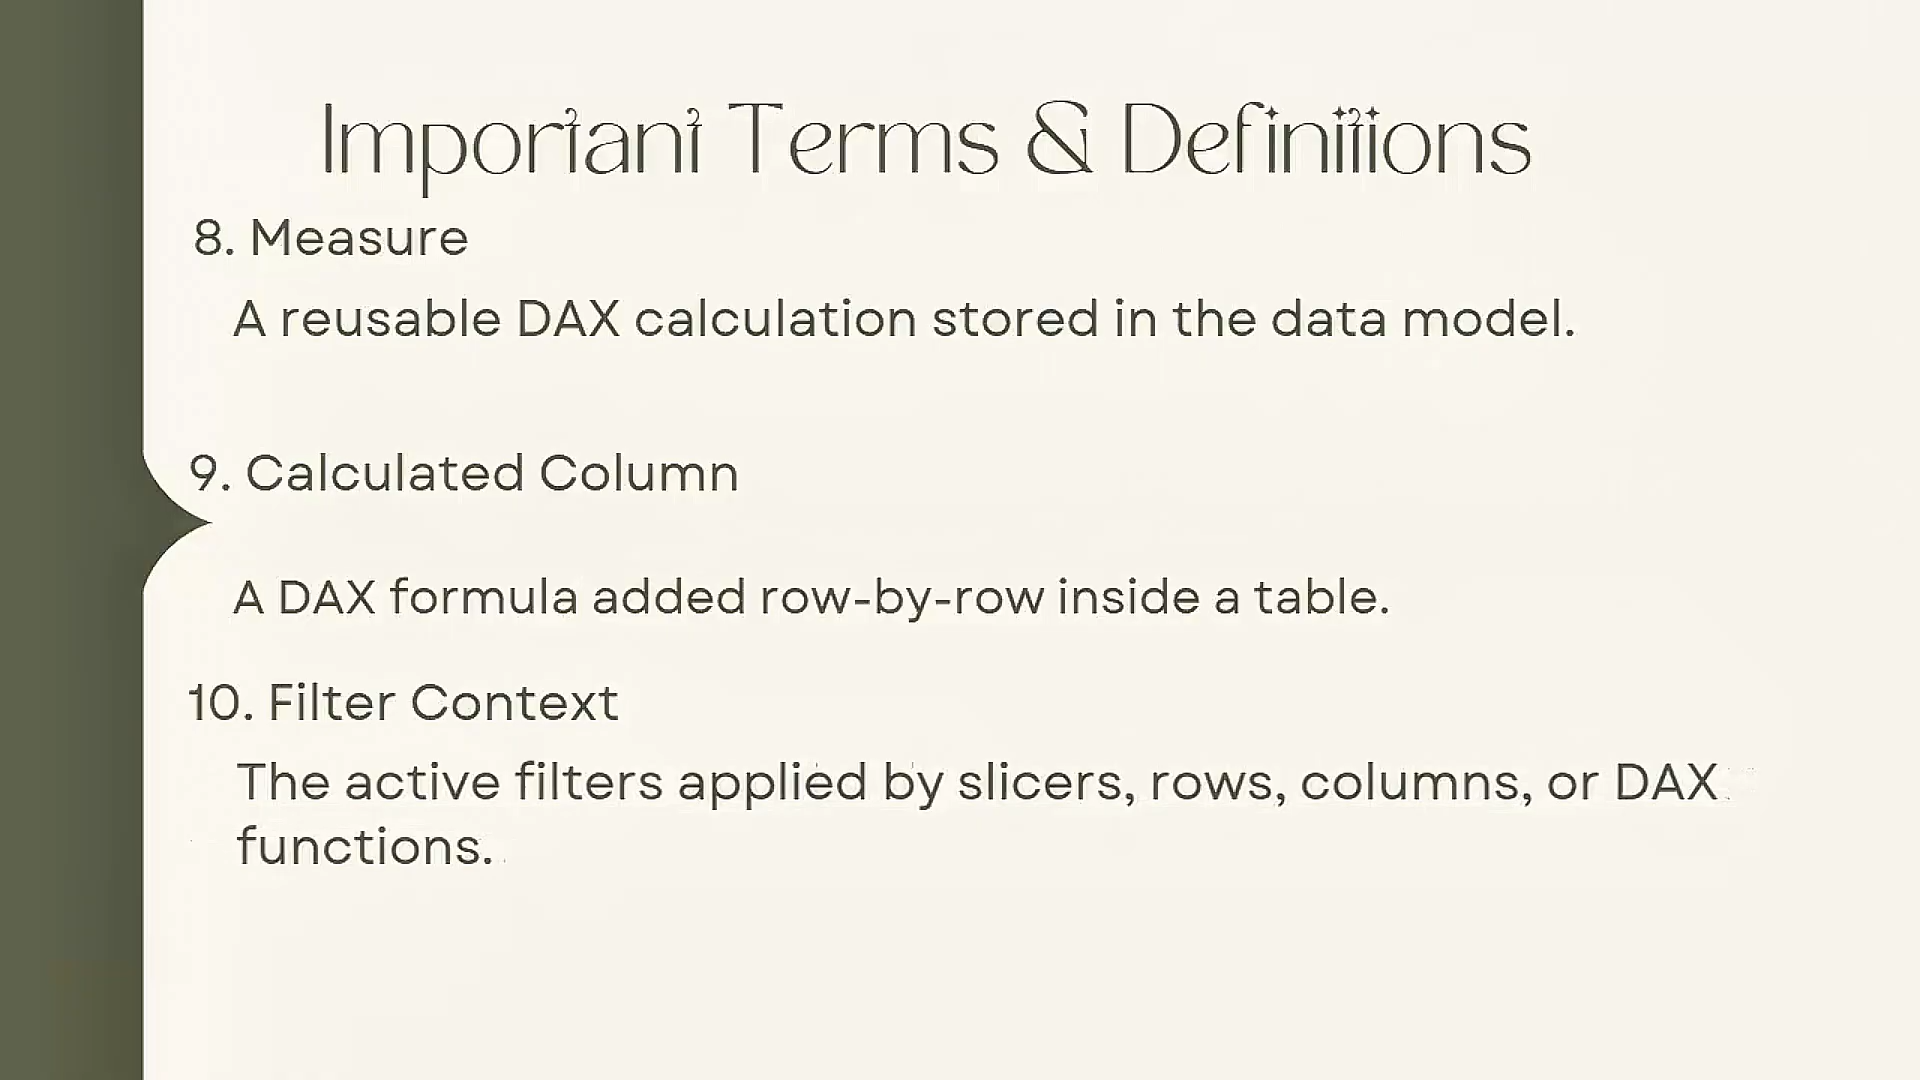 Important Terms & Definitions
8. Measure
A reusable DAX calculation stored in the data model.
9. Calculated Column
A DAX formula added row-by-row inside a table.
10. Filter Context
The active filters applied by slicers, rows, columns, or DAX
functions.